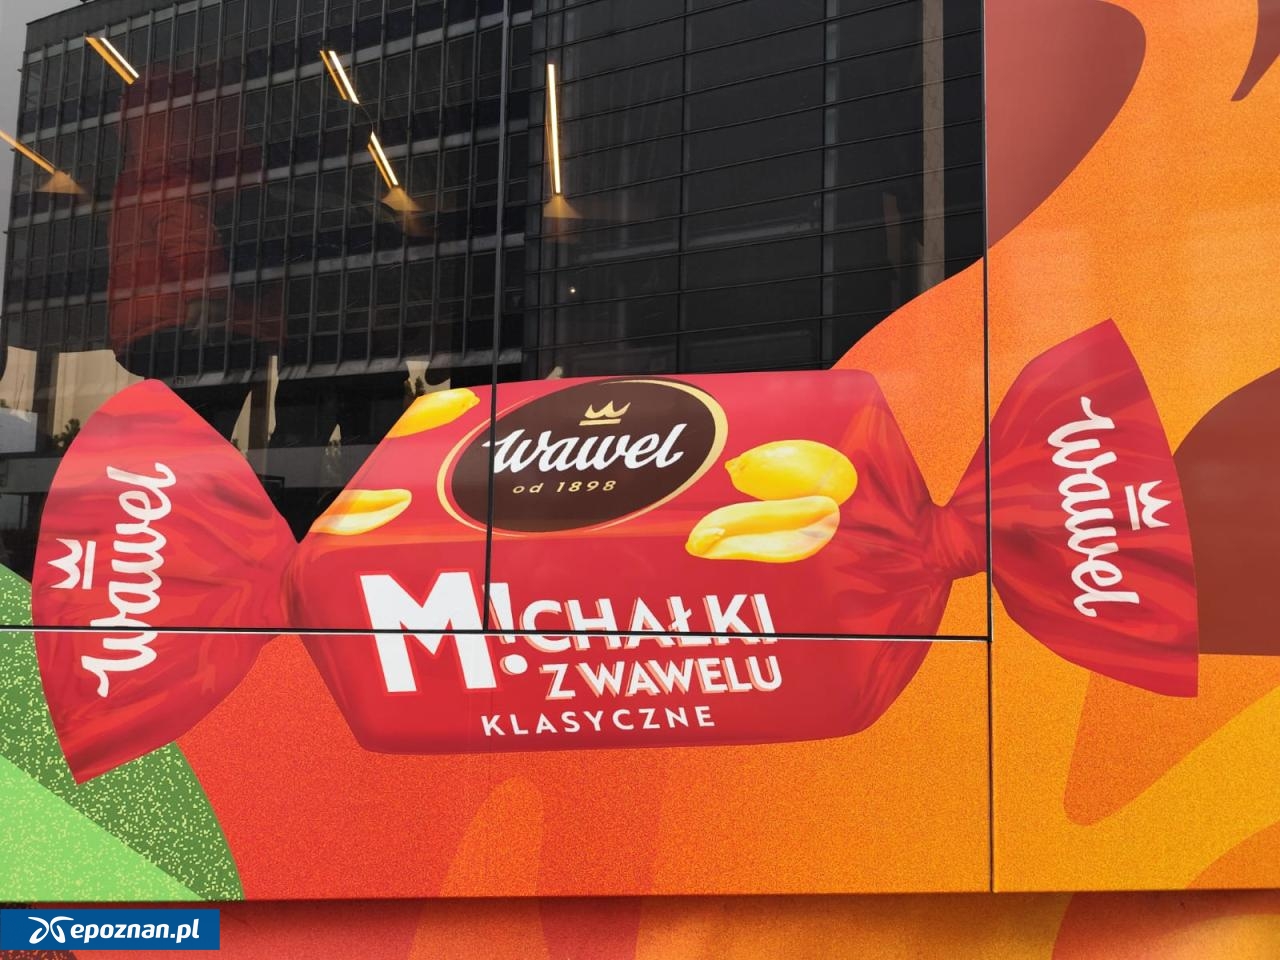 wawel
od 1898
wawel
wawel
M!CHAŁKI
Z WAWELU
KLASYCZNE
epoznan.pl